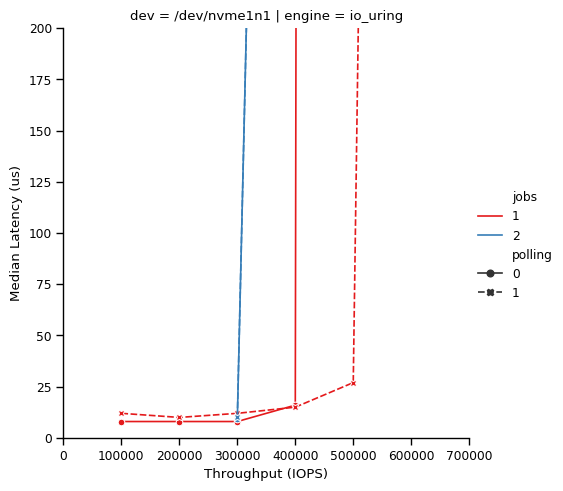 dev = /dev/nvme1n1 | engine = io_uring
200
175
150
125
100
75
50
25
0
Median Latency (us)
0 100000 200000 300000 400000 500000 600000 700000
Throughput (IOPS)
jobs
1
2
polling
0
1